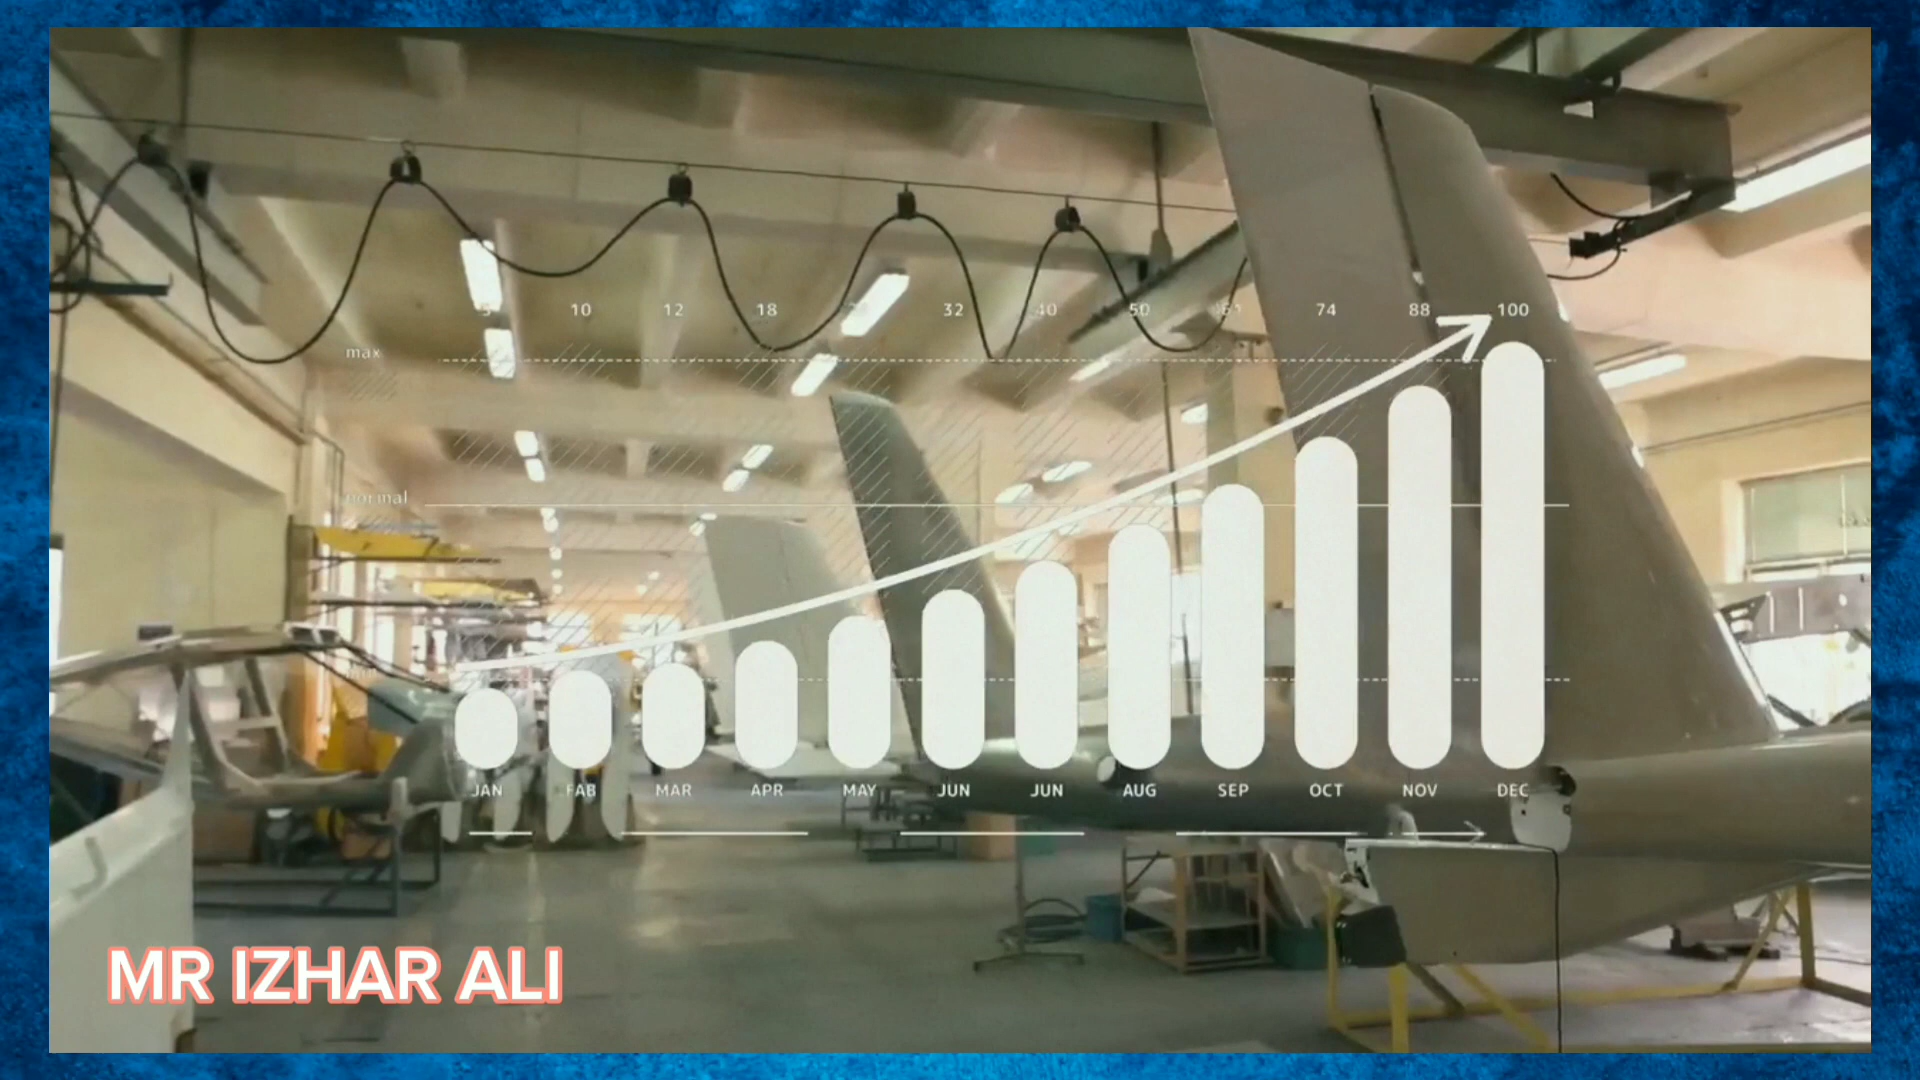 10 12 18 32 40 50 61 74 88 100
max
normal
JAN FAB MAR APR MAY JUN JUN AUG SEP OCT NOV DEC
MR IZHAR ALI